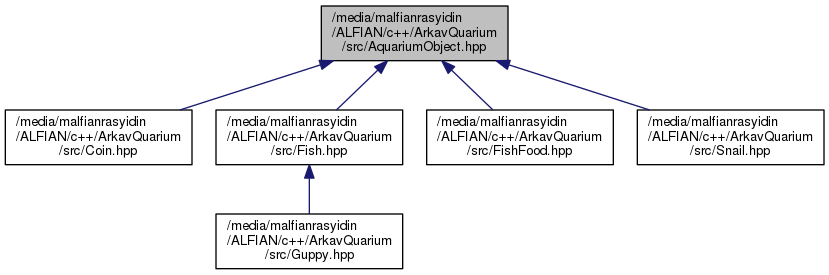 /media/malfianrasyidin
/ALFIAN/c++/ArkavQuarium
/src/AquariumObject.hpp
/media/malfianrasyidin
/ALFIAN/c++/ArkavQuarium
/src/Coin.hpp
/media/malfianrasyidin
/ALFIAN/c++/ArkavQuarium
/src/Fish.hpp
/media/malfianrasyidin
/ALFIAN/c++/ArkavQuarium
/src/FishFood.hpp
/media/malfianrasyidin
/ALFIAN/c++/ArkavQuarium
/src/Snail.hpp
/media/malfianrasyidin
/ALFIAN/c++/ArkavQuarium
/src/Guppy.hpp